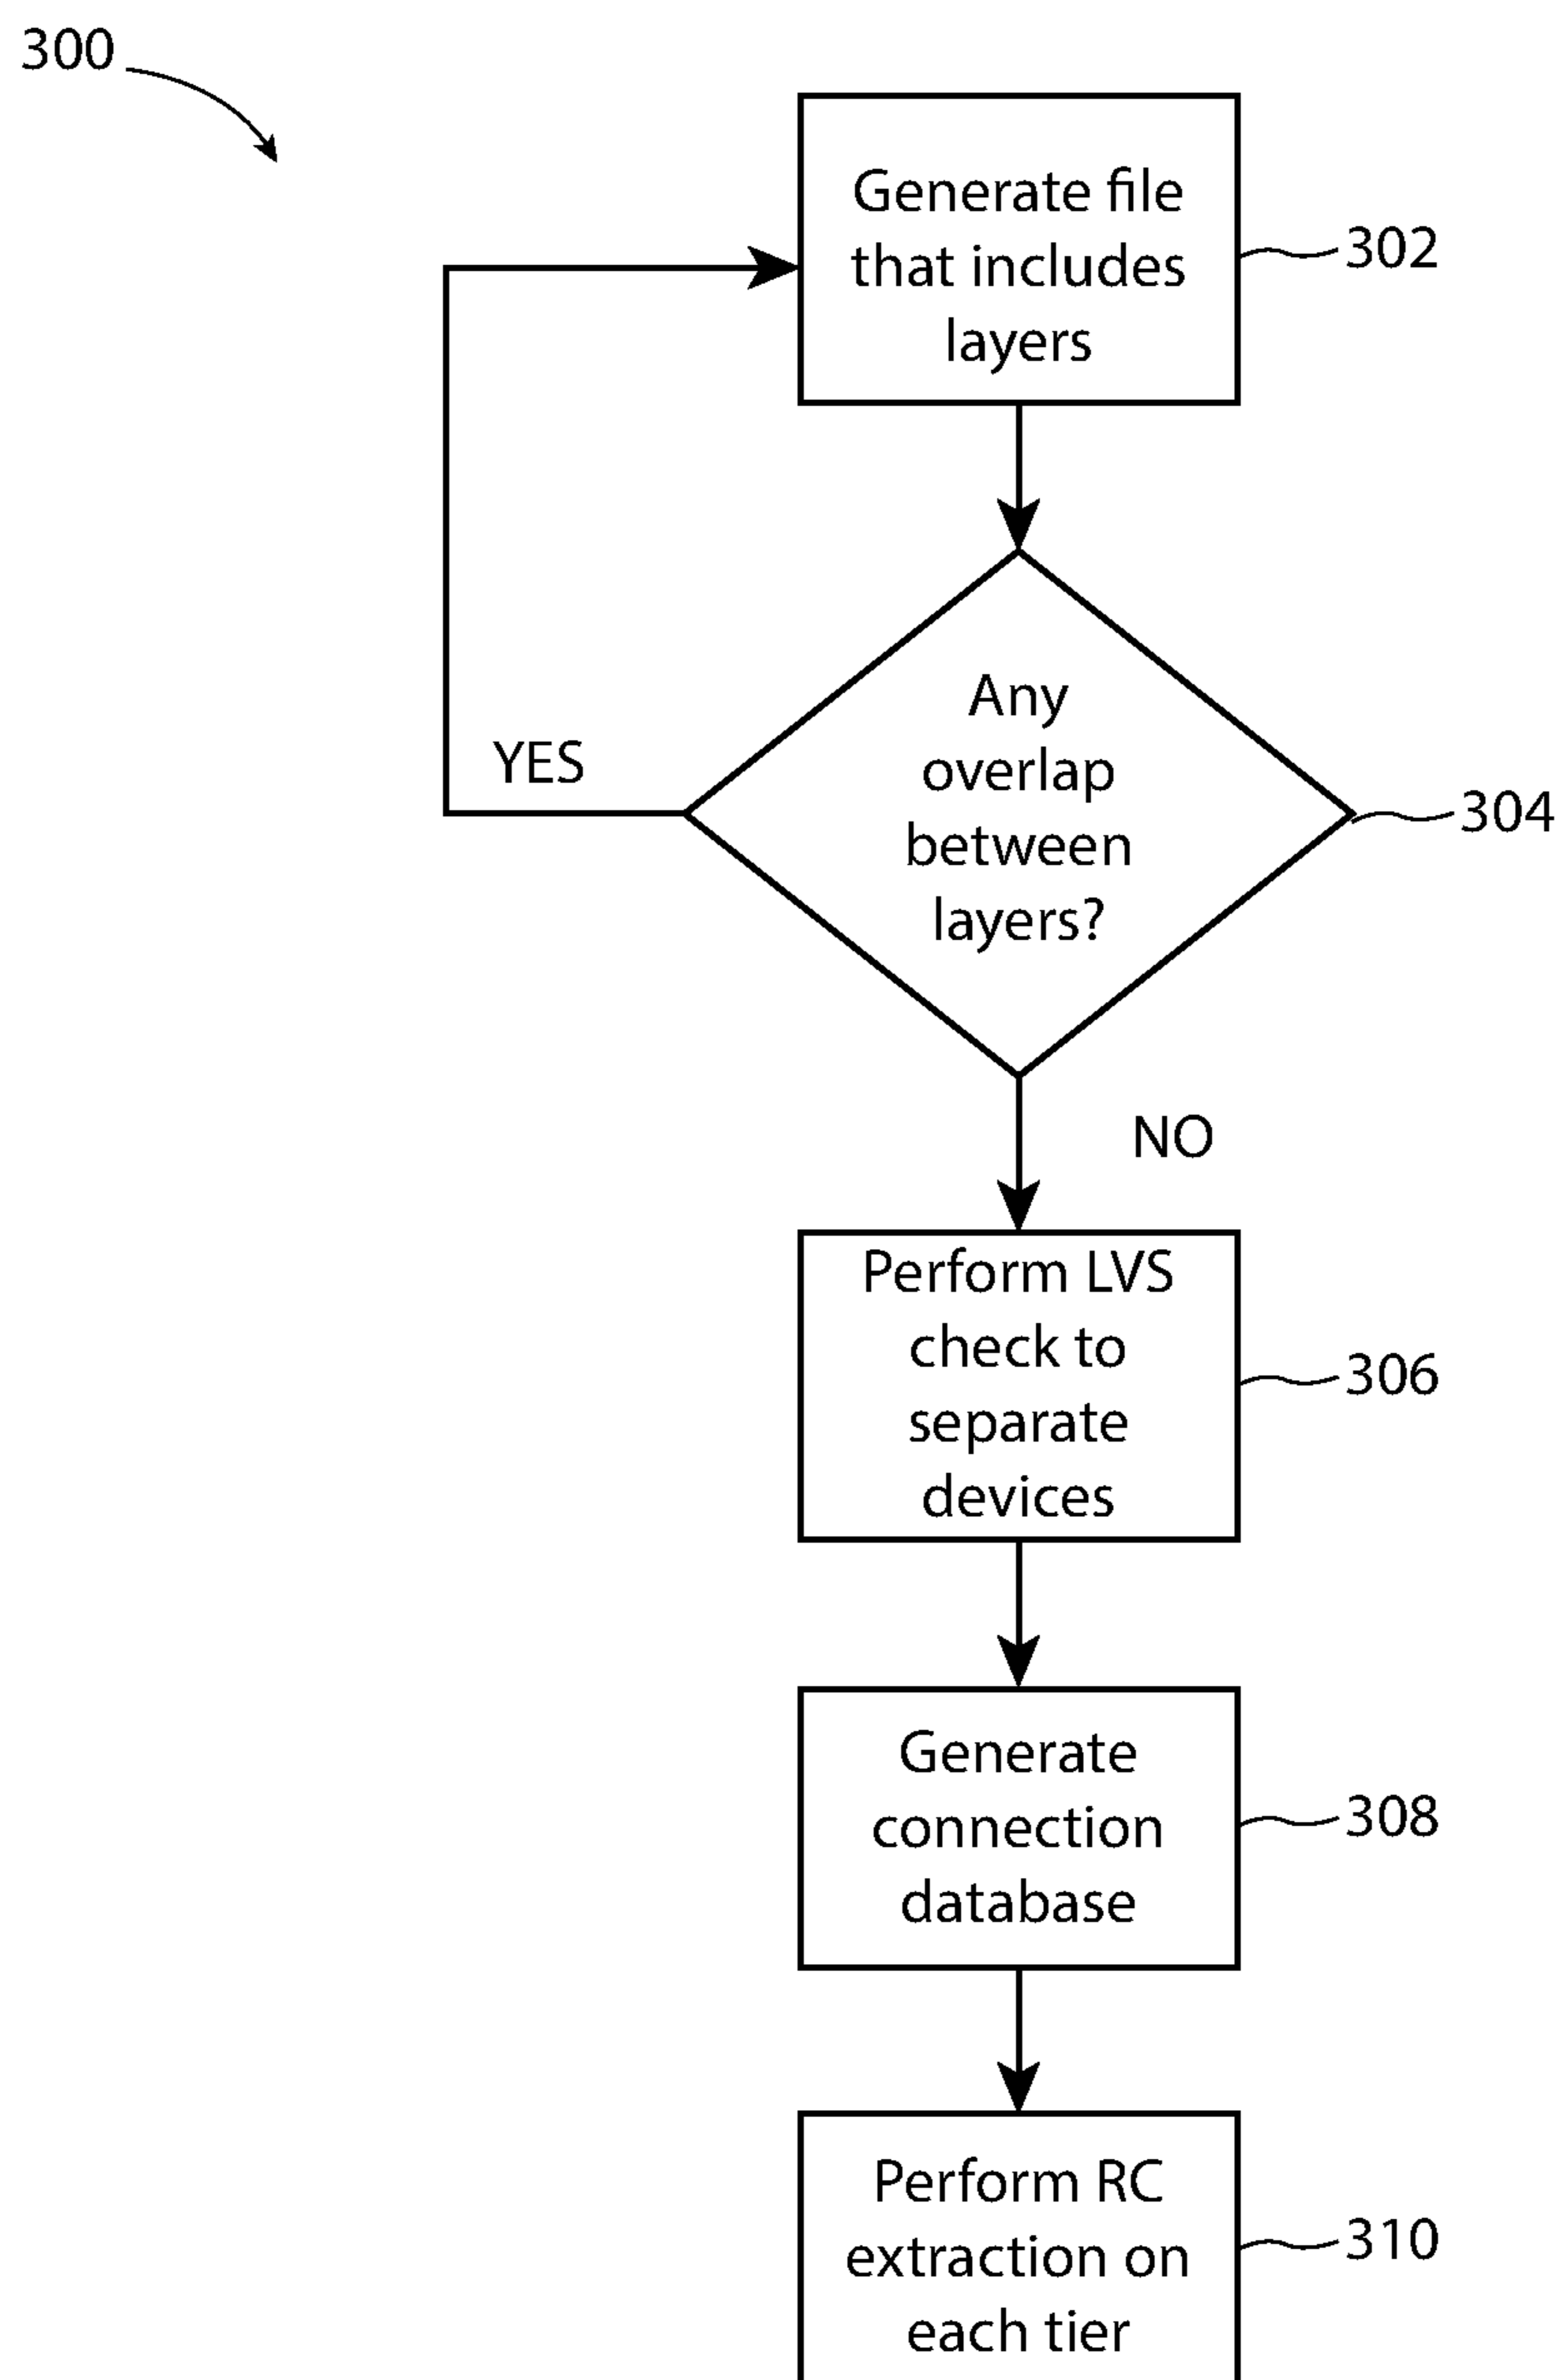 300
Generate file
that includes
layers
302
Any
overlap
between
layers?
304
YES
NO
Perform LVS
check to
separate
devices
306
Generate
connection
database
308
Perform RC
extraction on
each tier
310